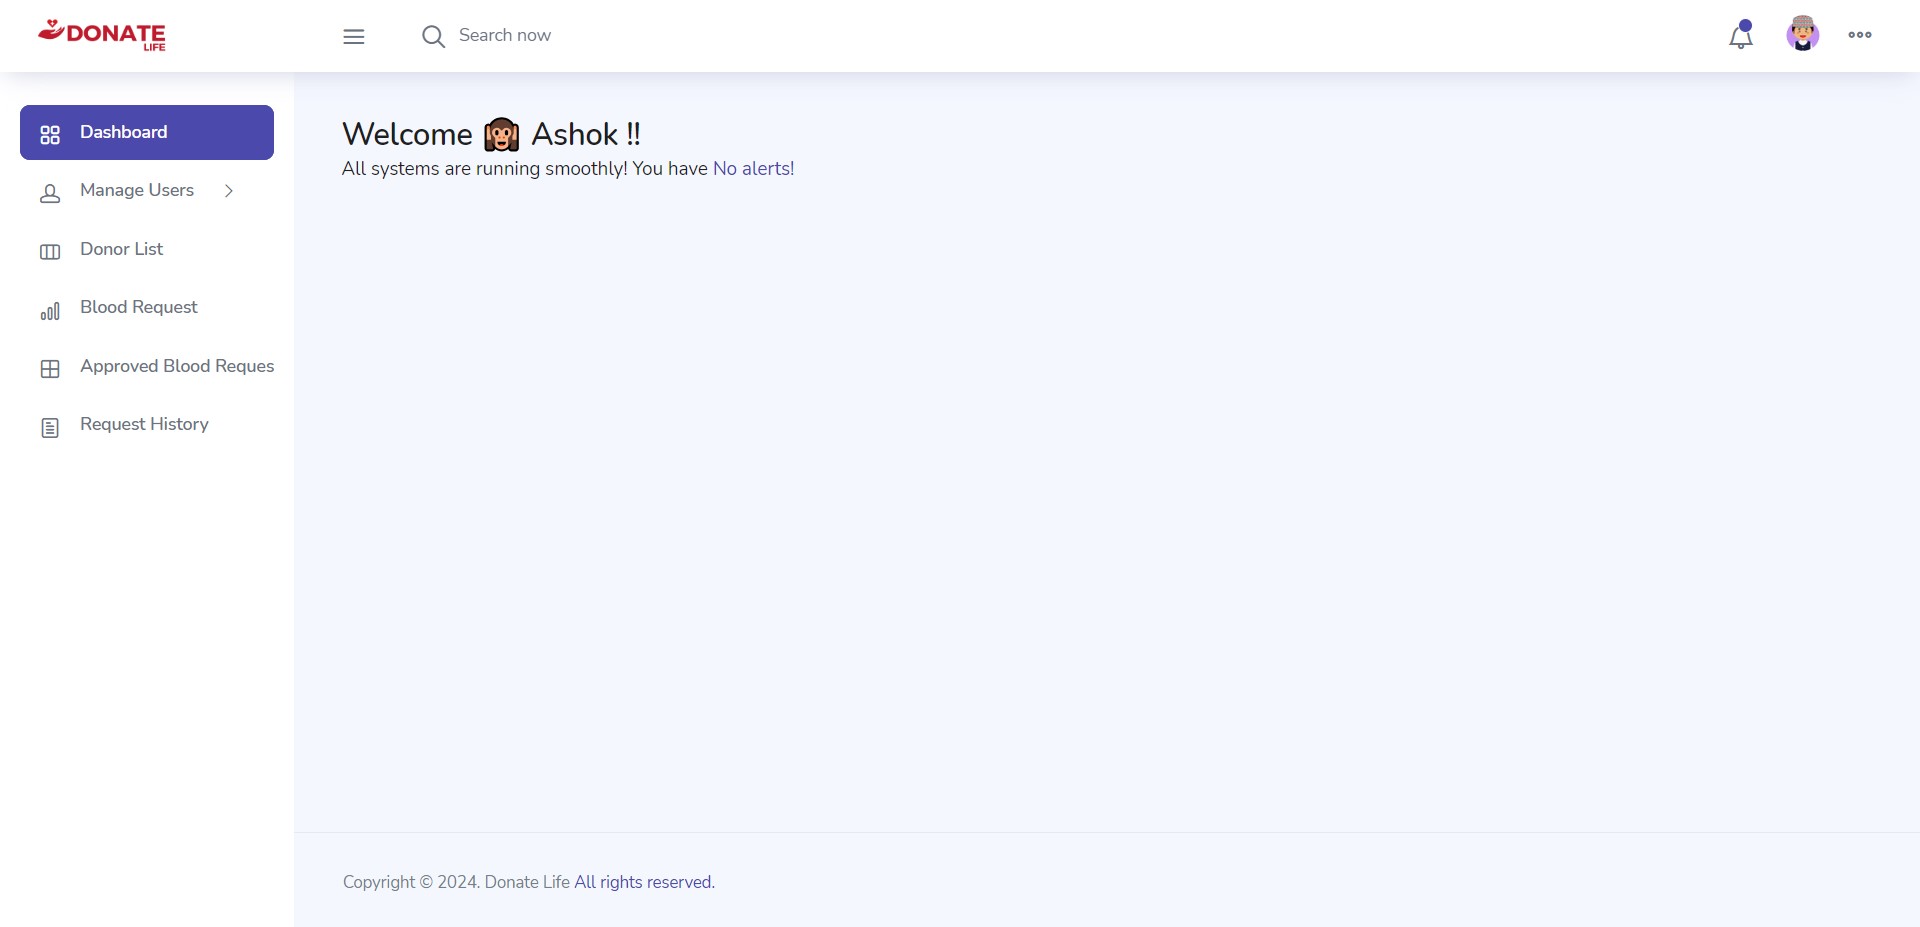 DONATE
LIFE
Search now
Dashboard
Manage Users
Donor List
Blood Request
Approved Blood Reques
Request History
Welcome 🙉 Ashok !!
All systems are running smoothly! You have No alerts!
Copyright © 2024. Donate Life All rights reserved.